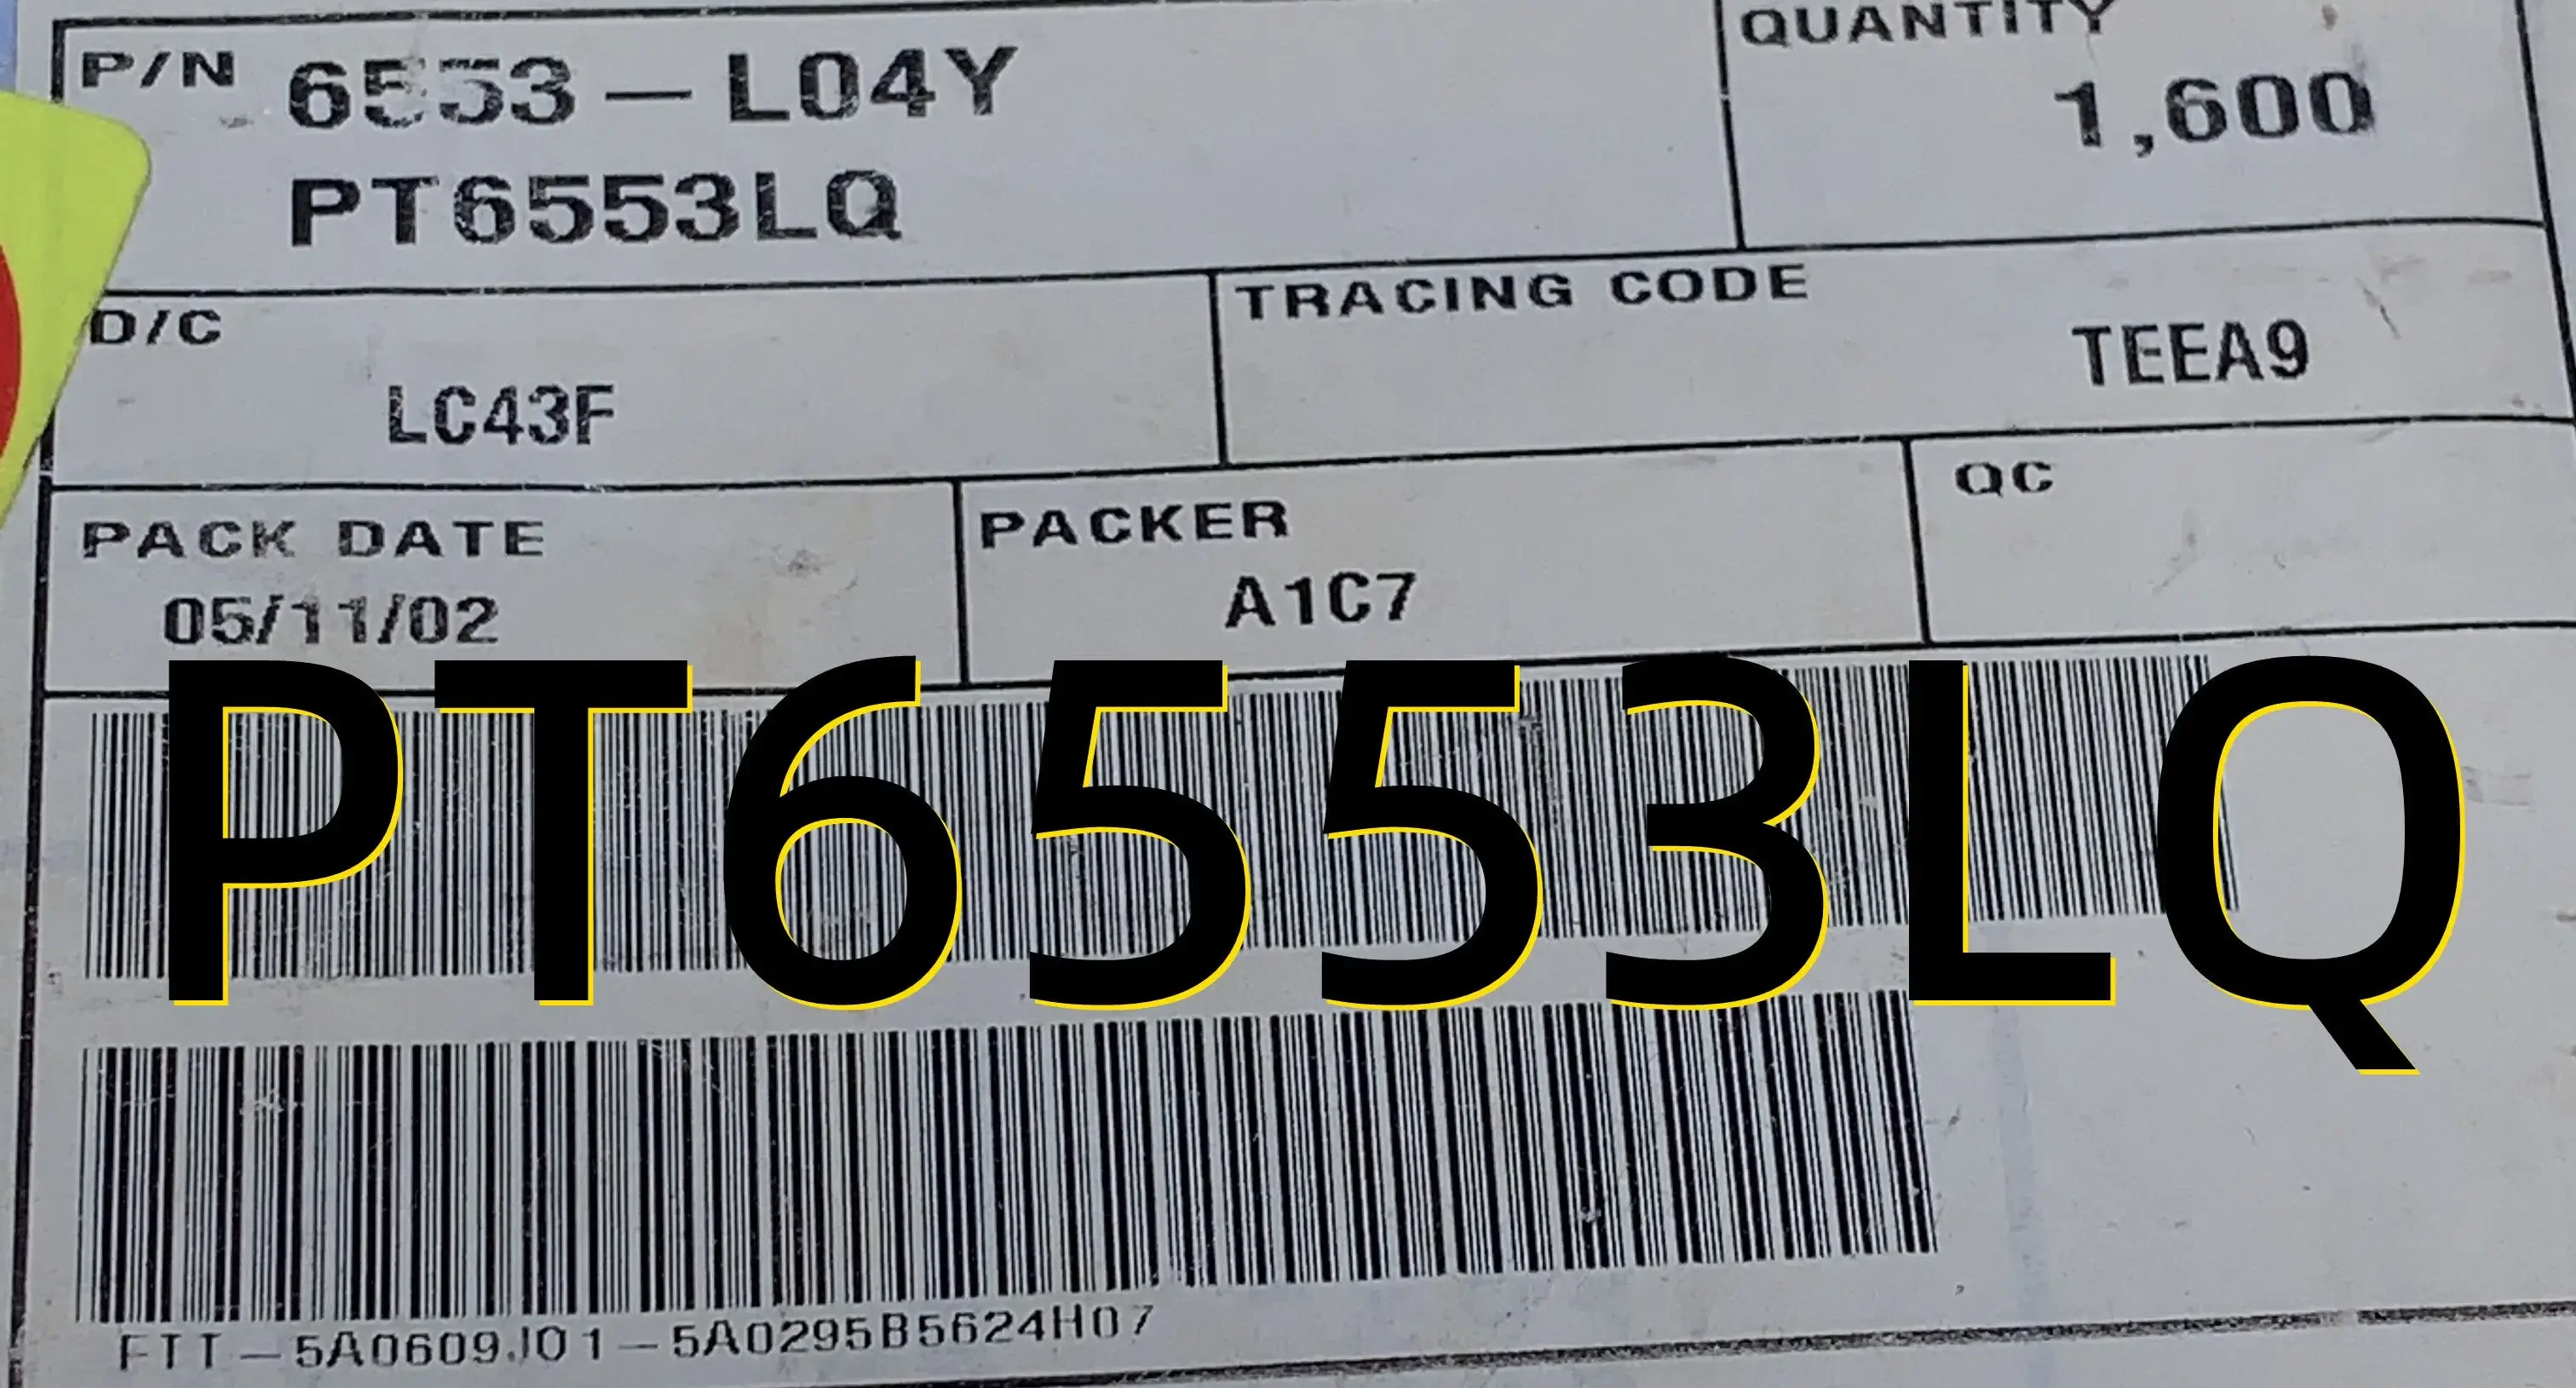 P/N 6553-L04Y
PT6553LQ
QUANTITY
1,600
D/C
LC43F
TRACING CODE
TEEA9
PACK DATE
05/11/02
PACKER
A1C7
QC
PT6553LQ
FTT-5A0609J01-5A0295B5624H07